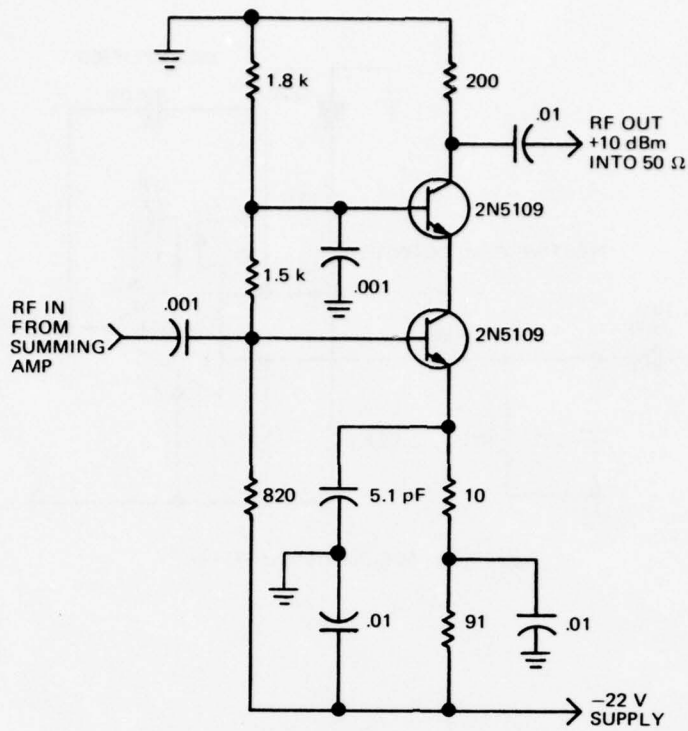 1.8 k
200
.01
RF OUT
+10 dBm
INTO 50 Ω
2N5109
1.5 k
.001
.001
RF IN
FROM
SUMMING
AMP
2N5109
820
5.1 pF
10
.01
91
.01
−22 V
SUPPLY